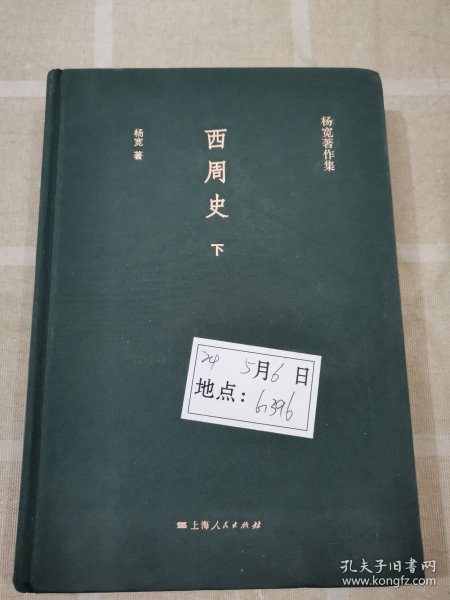 杨宽著作集
西周史
下
杨宽 著
24 5月6日
地点：6396
上海人民出版社
孔夫子旧书网
www.kongfz.com